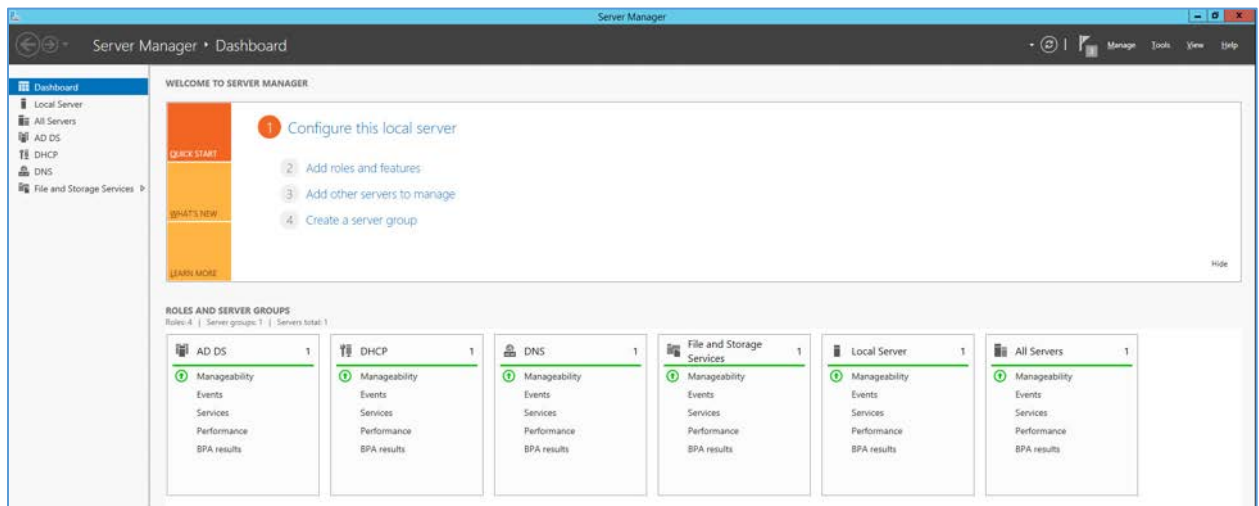 Server Manager
Server Manager • Dashboard
1 Manage Tools View Help
Dashboard
Local Server
All Servers
AD DS
DHCP
DNS
File and Storage Services
WELCOME TO SERVER MANAGER
QUICK START
WHAT'S NEW
LEARN MORE
1 Configure this local server
2 Add roles and features
3 Add other servers to manage
4 Create a server group
Hide
ROLES AND SERVER GROUPS
Roles: 4 | Server groups: 1 | Servers total: 1
AD DS 1
Manageability
Events
Services
Performance
BPA results
DHCP 1
Manageability
Events
Services
Performance
BPA results
DNS 1
Manageability
Events
Services
Performance
BPA results
File and Storage
Services 1
Manageability
Events
Services
Performance
BPA results
Local Server 1
Manageability
Events
Services
Performance
BPA results
All Servers 1
Manageability
Events
Services
Performance
BPA results